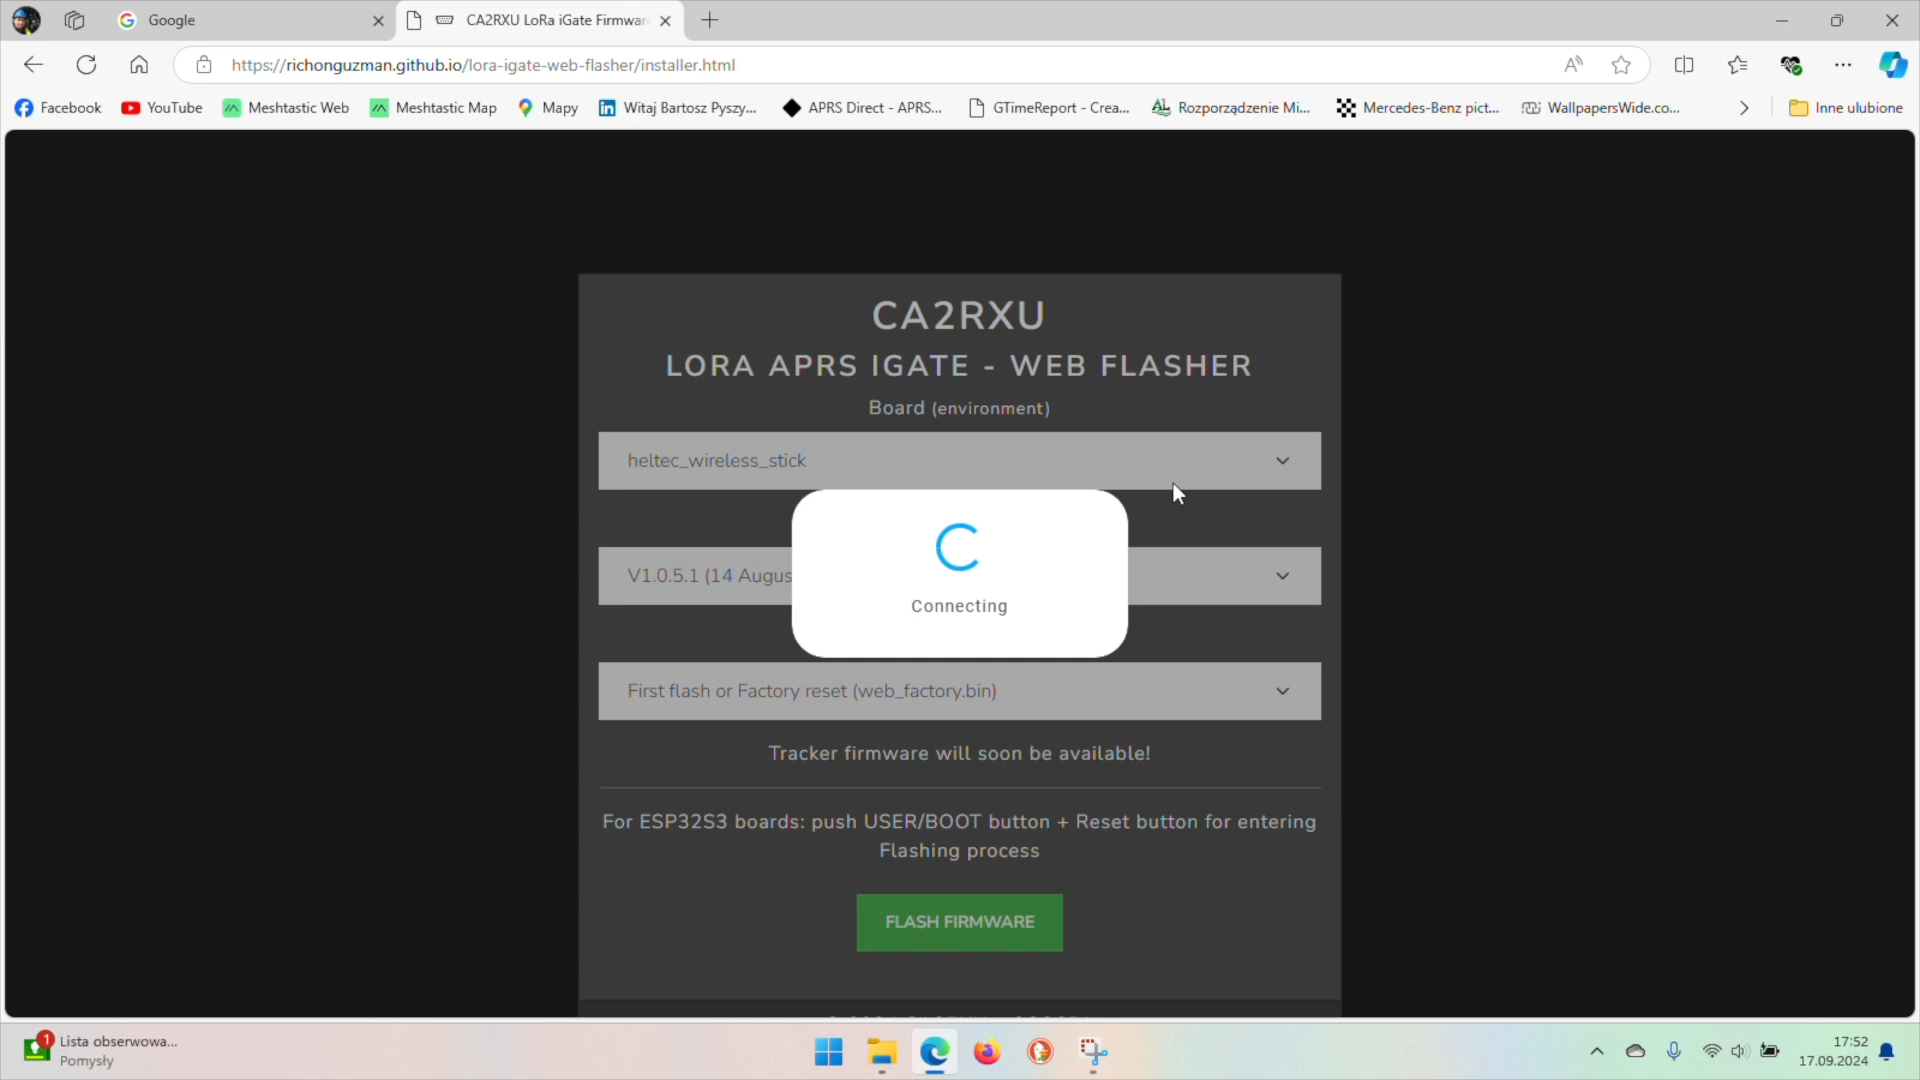 Google
CA2RXU LoRa iGate Firmwar
https://richonguzman.github.io/lora-igate-web-flasher/installer.html
Facebook
YouTube
Meshtastic Web
Meshtastic Map
Mapy
Witaj Bartosz Pyszy...
APRS Direct - APRS...
GTimeReport - Crea...
Rozporządzenie Mi...
Mercedes-Benz pict...
WallpapersWide.co...
Inne ulubione
CA2RXU
LORA APRS IGATE - WEB FLASHER
Board (environment)
heltec_wireless_stick
V1.0.5.1 (14 Augus
Connecting
First flash or Factory reset (web_factory.bin)
Tracker firmware will soon be available!
For ESP32S3 boards: push USER/BOOT button + Reset button for entering
Flashing process
FLASH FIRMWARE
1
Lista obserwowa...
Pomysły
17:52
17.09.2024